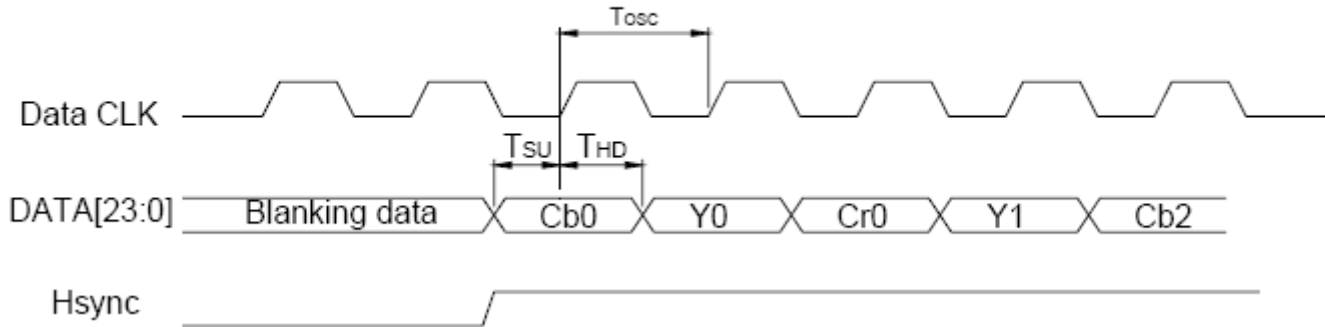 Tosc
Data CLK
TSU THD
DATA[23:0] Blanking data Cb0 Y0 Cr0 Y1 Cb2
Hsync